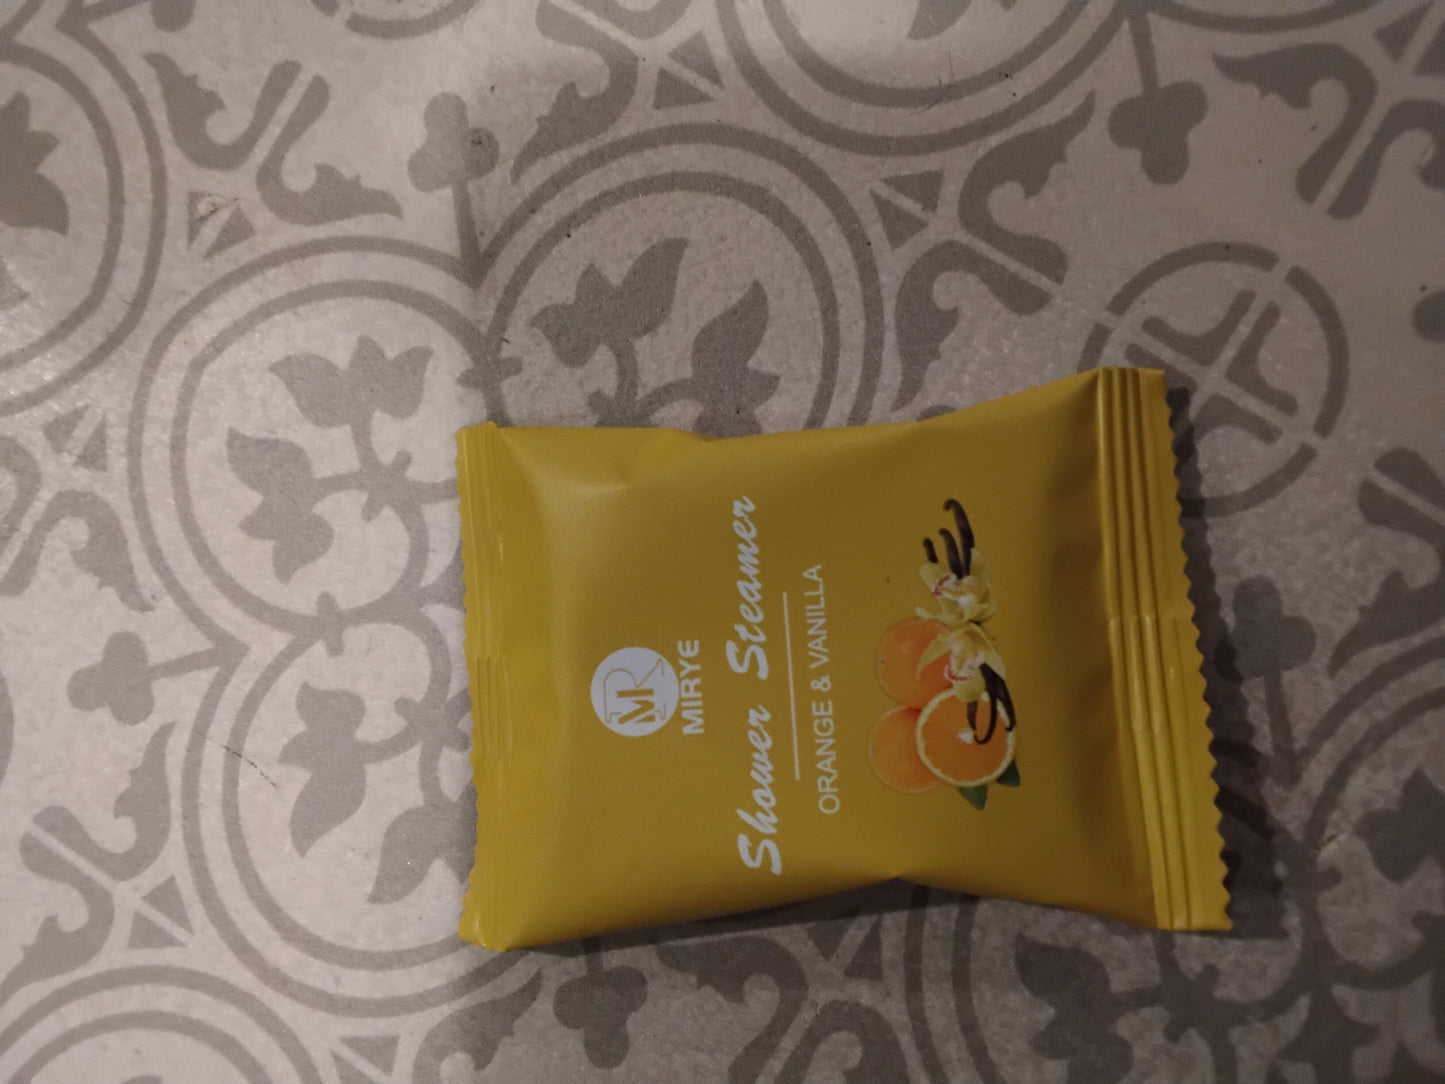 MR
MIRYE
Shower Steamer
ORANGE & VANILLA